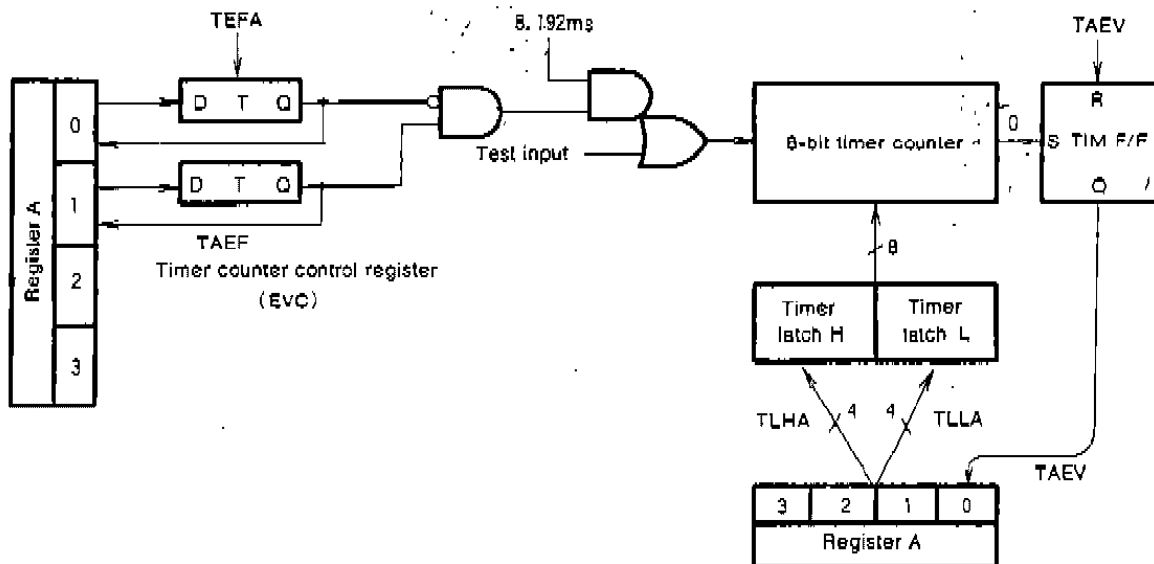 TEFA
8.192ms
TAEV
Register A
0
1
2
3
D T Q
D T Q
TAEF
Timer counter control register
(EVC)
Test input
8-bit timer counter
0
R
S TIM F/F
Q
8
Timer latch H
Timer latch L
TLHA
4
4
TLLA
TAEV
3 2 1 0
Register A